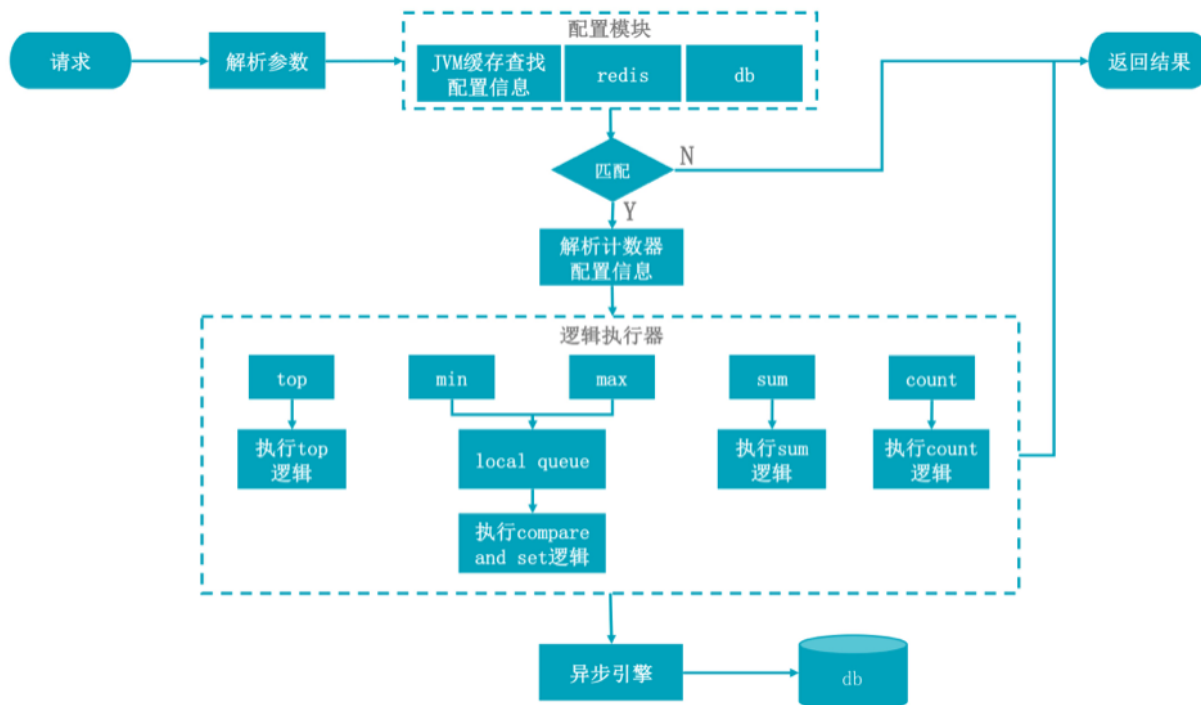 配置模块
请求
解析参数
JVM缓存查找
配置信息
redis
db
返回结果
匹配
N
Y
解析计数器
配置信息
逻辑执行器
top
min
max
sum
count
执行top
逻辑
local queue
执行sum
逻辑
执行count
逻辑
执行compare
and set逻辑
异步引擎
db